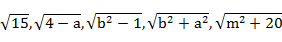 √15, √(4 − a), √(b² − 1), √(b² + a²), √(m² + 20)